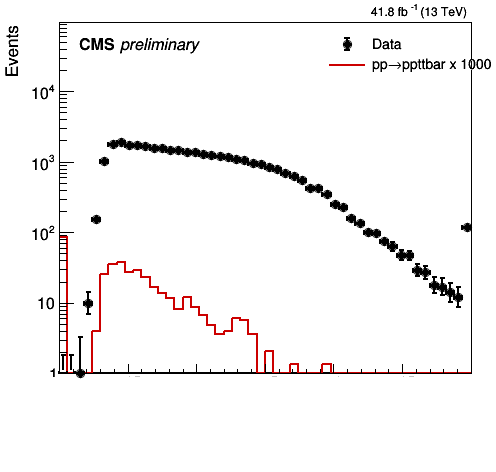 41.8 fb⁻¹ (13 TeV)
Events
CMS preliminary
Data
pp→ppttbar x 1000
10⁴
10³
10²
10
1